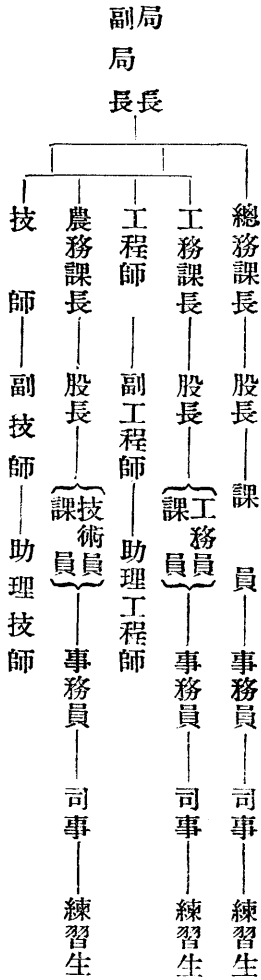 局長
副局長
總務課長 股長 課員 事務員 司事 練習生
工務課長 股長 工務員 課員 事務員 司事 練習生
工程師 副工程師 助理工程師
農務課長 股長 技術員 課員 事務員 司事 練習生
技師 副技師 助理技師